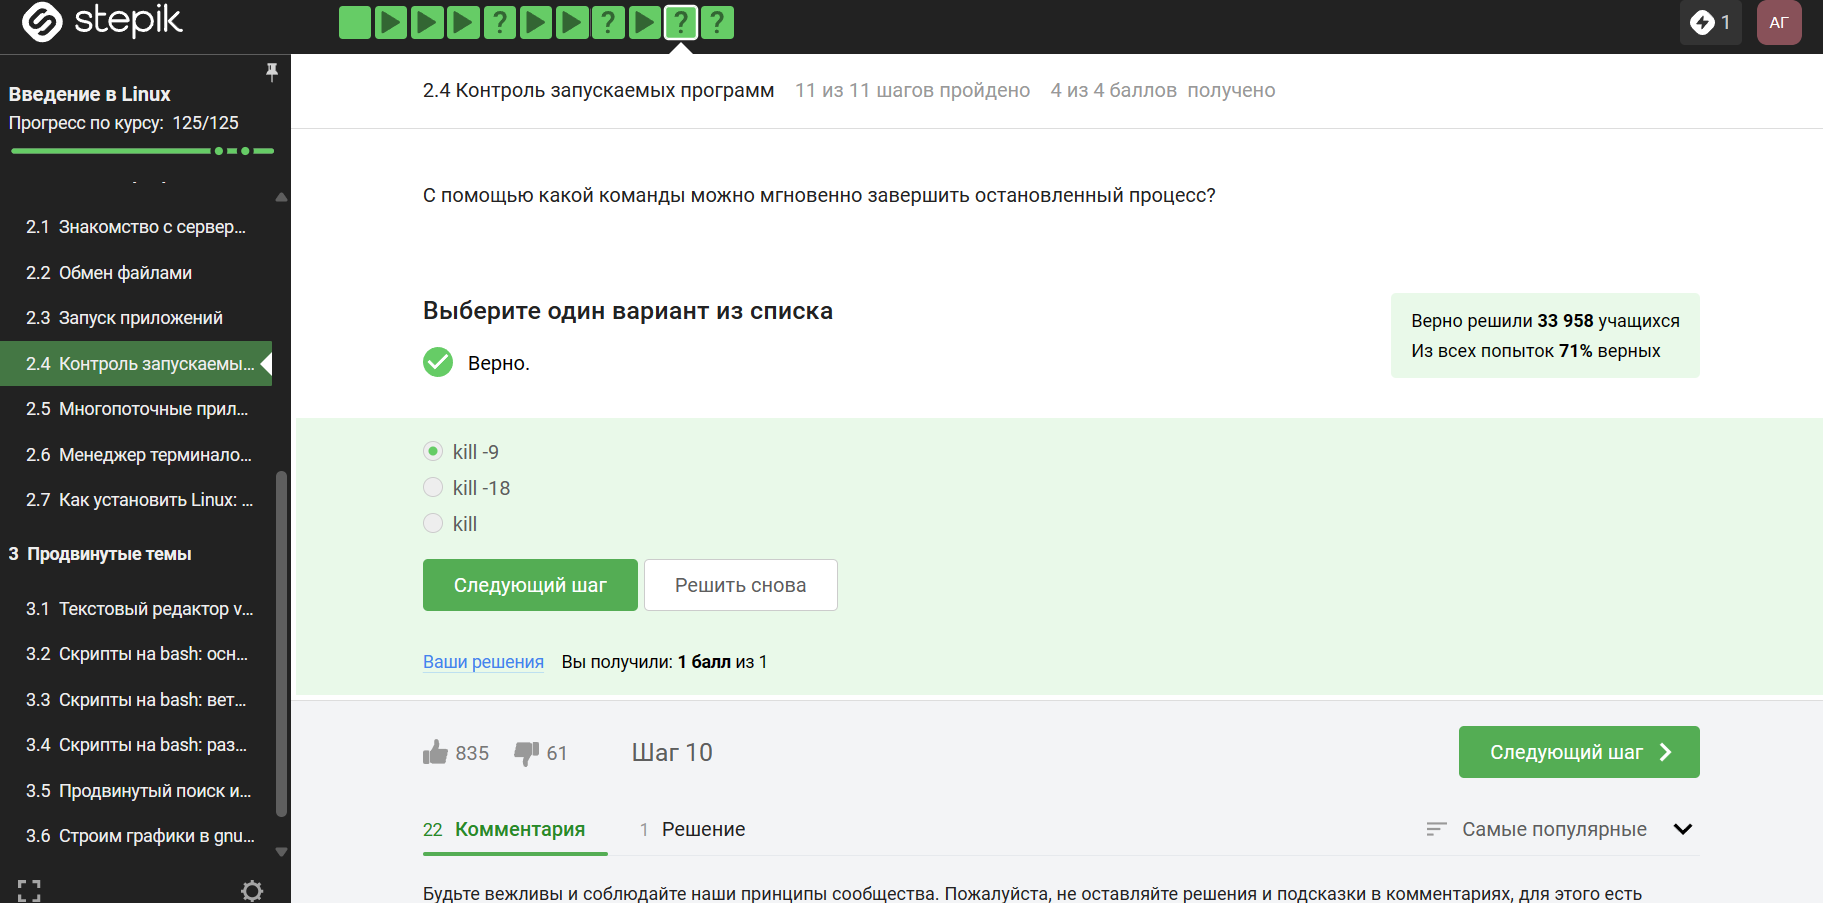 stepik
? ? ? ?
1
АГ
Введение в Linux
Прогресс по курсу: 125/125
2.1 Знакомство с сервер...
2.2 Обмен файлами
2.3 Запуск приложений
2.4 Контроль запускаемы...
2.5 Многопоточные прил...
2.6 Менеджер терминало...
2.7 Как установить Linux: ...
3 Продвинутые темы
3.1 Текстовый редактор v...
3.2 Скрипты на bash: осн...
3.3 Скрипты на bash: вет...
3.4 Скрипты на bash: раз...
3.5 Продвинутый поиск и...
3.6 Строим графики в gnu...
2.4 Контроль запускаемых программ 11 из 11 шагов пройдено 4 из 4 баллов получено
С помощью какой команды можно мгновенно завершить остановленный процесс?
Выберите один вариант из списка
Верно.
Верно решили 33 958 учащихся
Из всех попыток 71% верных
kill -9
kill -18
kill
Следующий шаг
Решить снова
Ваши решения Вы получили: 1 балл из 1
835 61 Шаг 10
Следующий шаг
22 Комментария 1 Решение
Самые популярные
Будьте вежливы и соблюдайте наши принципы сообщества. Пожалуйста, не оставляйте решения и подсказки в комментариях, для этого есть